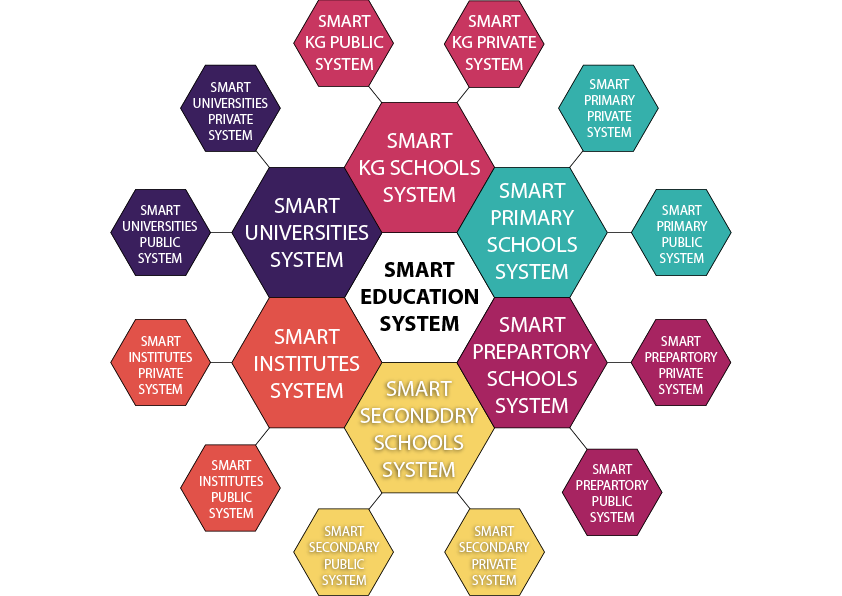 SMART
KG PUBLIC
SYSTEM
SMART
KG PRIVATE
SYSTEM
SMART
UNIVERSITIES
PRIVATE
SYSTEM
SMART
PRIMARY
PRIVATE
SYSTEM
SMART
KG SCHOOLS
SYSTEM
SMART
UNIVERSITIES
SYSTEM
SMART
PRIMARY
SCHOOLS
SYSTEM
SMART
UNIVERSITIES
PUBLIC
SYSTEM
SMART
PRIMARY
PUBLIC
SYSTEM
SMART
EDUCATION
SYSTEM
SMART
INSTITUTES
PRIVATE
SYSTEM
SMART
INSTITUTES
SYSTEM
SMART
PREPARTORY
SCHOOLS
SYSTEM
SMART
PREPARTORY
PRIVATE
SYSTEM
SMART
SECONDDRY
SCHOOLS
SYSTEM
SMART
INSTITUTES
PUBLIC
SYSTEM
SMART
PREPARTORY
PUBLIC
SYSTEM
SMART
SECONDARY
PUBLIC
SYSTEM
SMART
SECONDARY
PRIVATE
SYSTEM